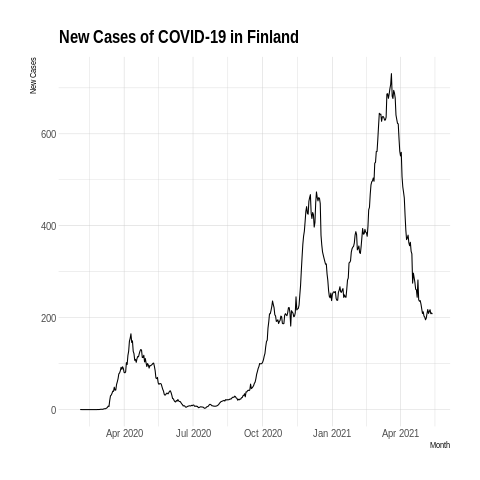 New Cases of COVID-19 in Finland
New Cases
600
400
200
0
Apr 2020 Jul 2020 Oct 2020 Jan 2021 Apr 2021
Month